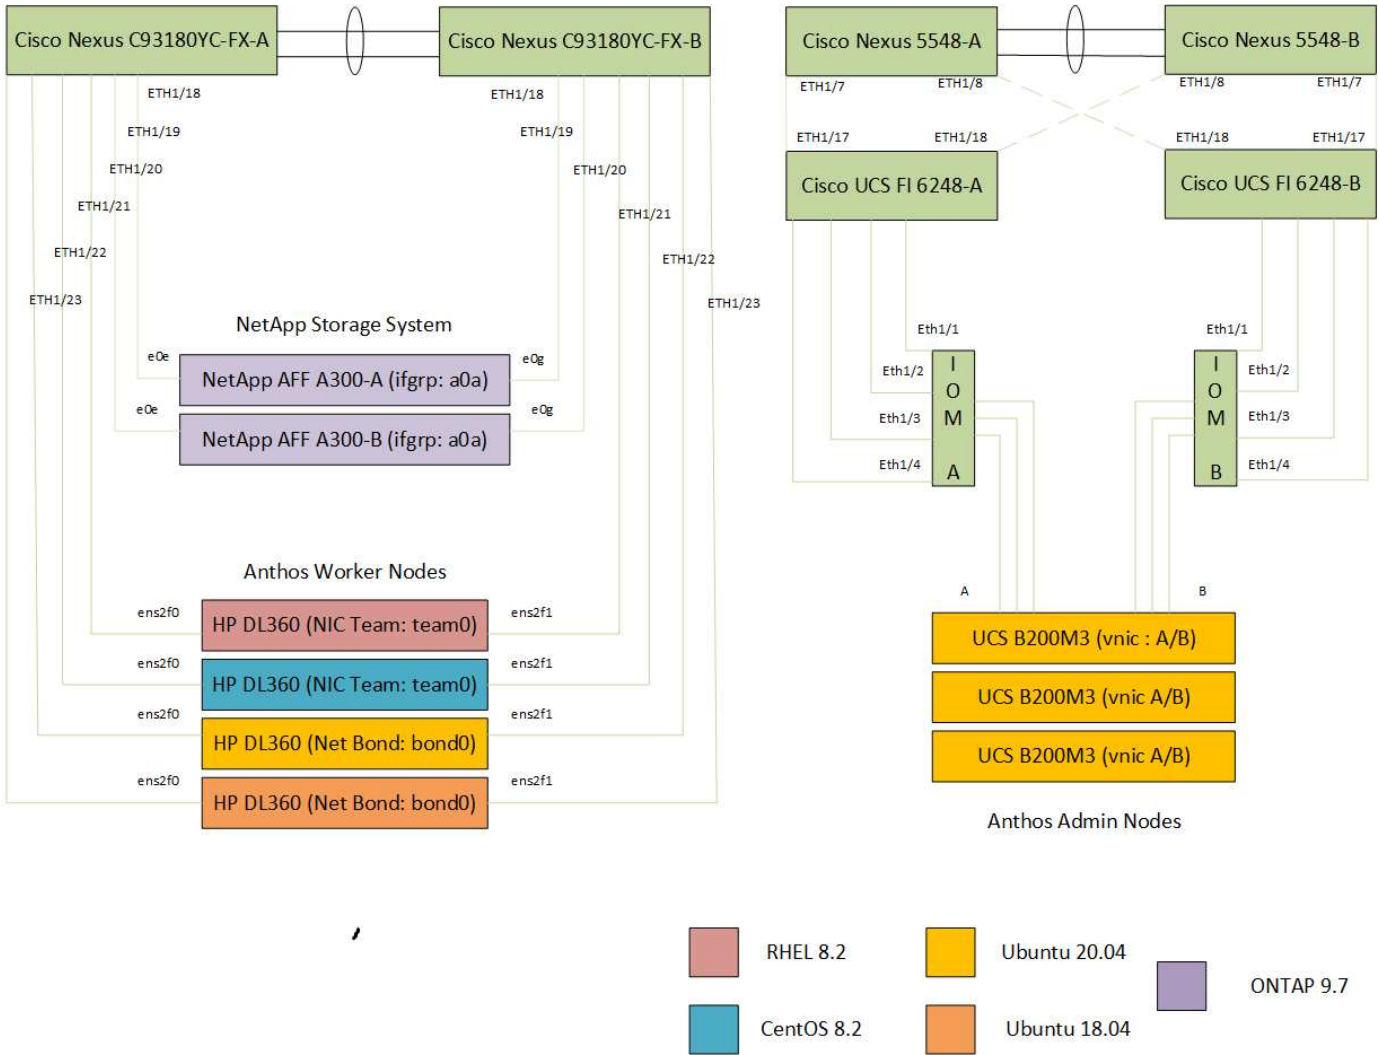 Cisco Nexus C93180YC-FX-A
Cisco Nexus C93180YC-FX-B
Cisco Nexus 5548-A
Cisco Nexus 5548-B
ETH1/18
ETH1/19
ETH1/20
ETH1/21
ETH1/22
ETH1/23
ETH1/18
ETH1/19
ETH1/20
ETH1/21
ETH1/22
ETH1/23
NetApp Storage System
e0e
NetApp AFF A300-A (ifgrp: a0a)
e0g
e0e
NetApp AFF A300-B (ifgrp: a0a)
e0g
Anthos Worker Nodes
ens2f0
HP DL360 (NIC Team: team0)
ens2f1
ens2f0
HP DL360 (NIC Team: team0)
ens2f1
ens2f0
HP DL360 (Net Bond: bond0)
ens2f1
ens2f0
HP DL360 (Net Bond: bond0)
ens2f1
ETH1/7
ETH1/8
ETH1/8
ETH1/7
ETH1/17
ETH1/18
ETH1/18
ETH1/17
Cisco UCS FI 6248-A
Cisco UCS FI 6248-B
Eth1/1
Eth1/2
Eth1/3
Eth1/4
IOM A
Eth1/1
Eth1/2
Eth1/3
Eth1/4
IOM B
A
B
UCS B200M3 (vnic : A/B)
UCS B200M3 (vnic A/B)
UCS B200M3 (vnic A/B)
Anthos Admin Nodes
RHEL 8.2
Ubuntu 20.04
ONTAP 9.7
CentOS 8.2
Ubuntu 18.04